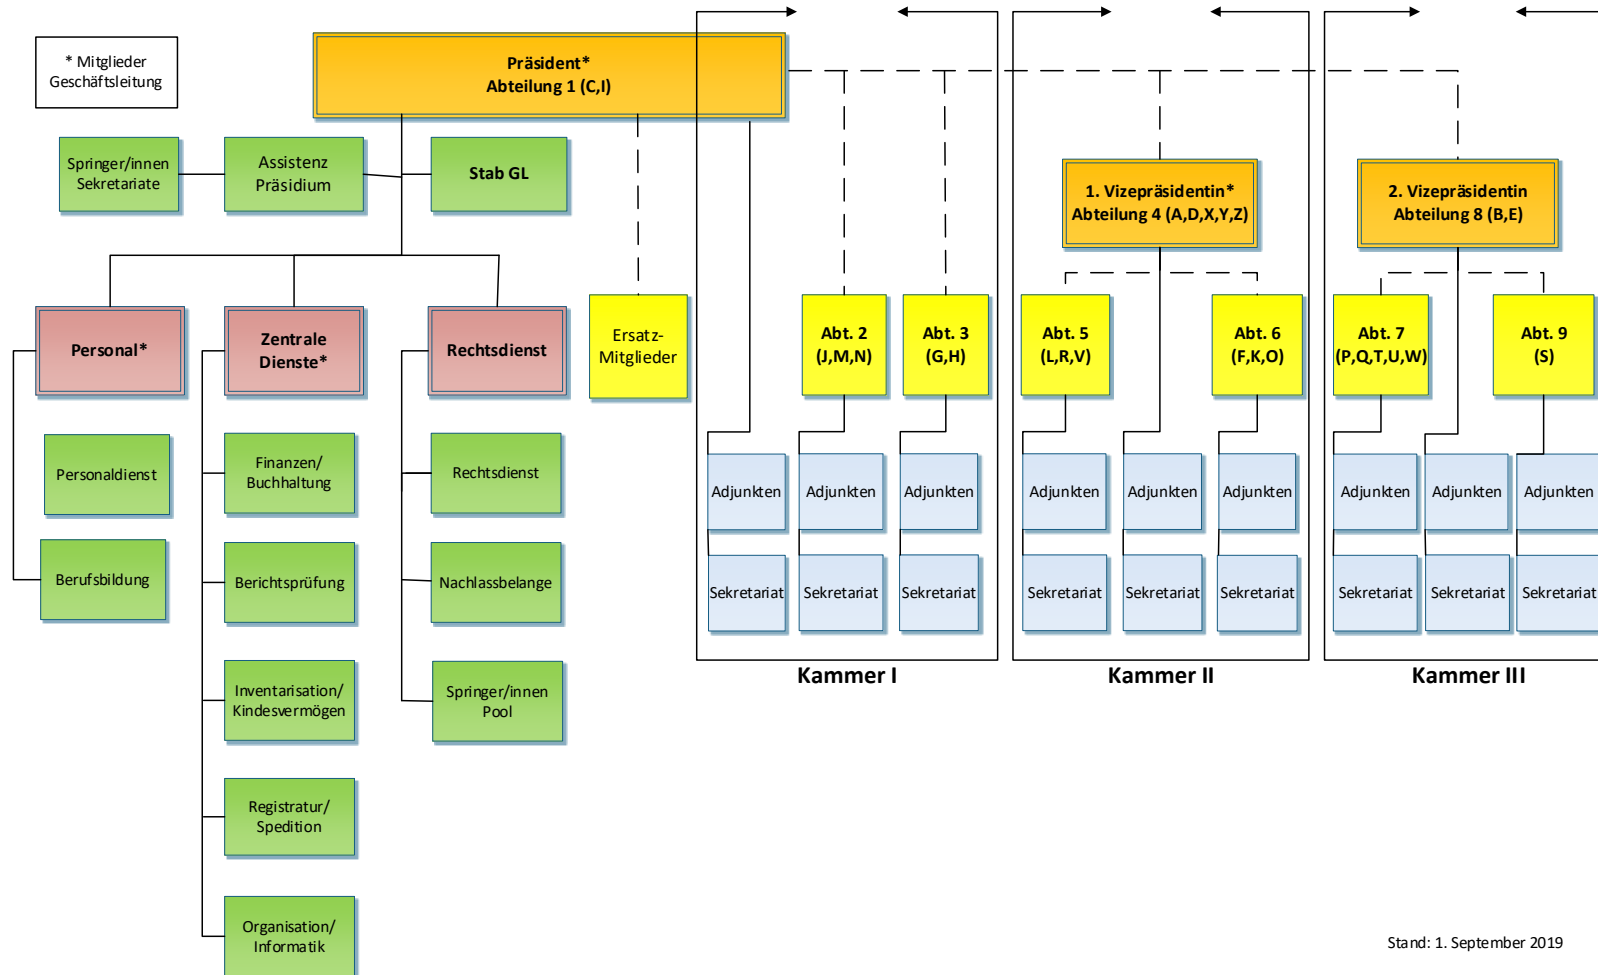 * Mitglieder
Geschäftsleitung
Präsident*
Abteilung 1 (C,I)
Springer/innen
Sekretariate
Assistenz
Präsidium
Stab GL
1. Vizepräsidentin*
Abteilung 4 (A,D,X,Y,Z)
2. Vizepräsidentin
Abteilung 8 (B,E)
Personal*
Zentrale
Dienste*
Rechtsdienst
Ersatz-
Mitglieder
Abt. 2
(J,M,N)
Abt. 3
(G,H)
Abt. 5
(L,R,V)
Abt. 6
(F,K,O)
Abt. 7
(P,Q,T,U,W)
Abt. 9
(S)
Personaldienst
Finanzen/
Buchhaltung
Rechtsdienst
Adjunkten
Adjunkten
Adjunkten
Adjunkten
Adjunkten
Adjunkten
Adjunkten
Adjunkten
Adjunkten
Berufsbildung
Berichtsprüfung
Nachlassbelange
Sekretariat
Sekretariat
Sekretariat
Sekretariat
Sekretariat
Sekretariat
Sekretariat
Sekretariat
Sekretariat
Kammer I
Kammer II
Kammer III
Inventarisation/
Kindesvermögen
Springer/innen
Pool
Registratur/
Spedition
Organisation/
Informatik
Stand: 1. September 2019